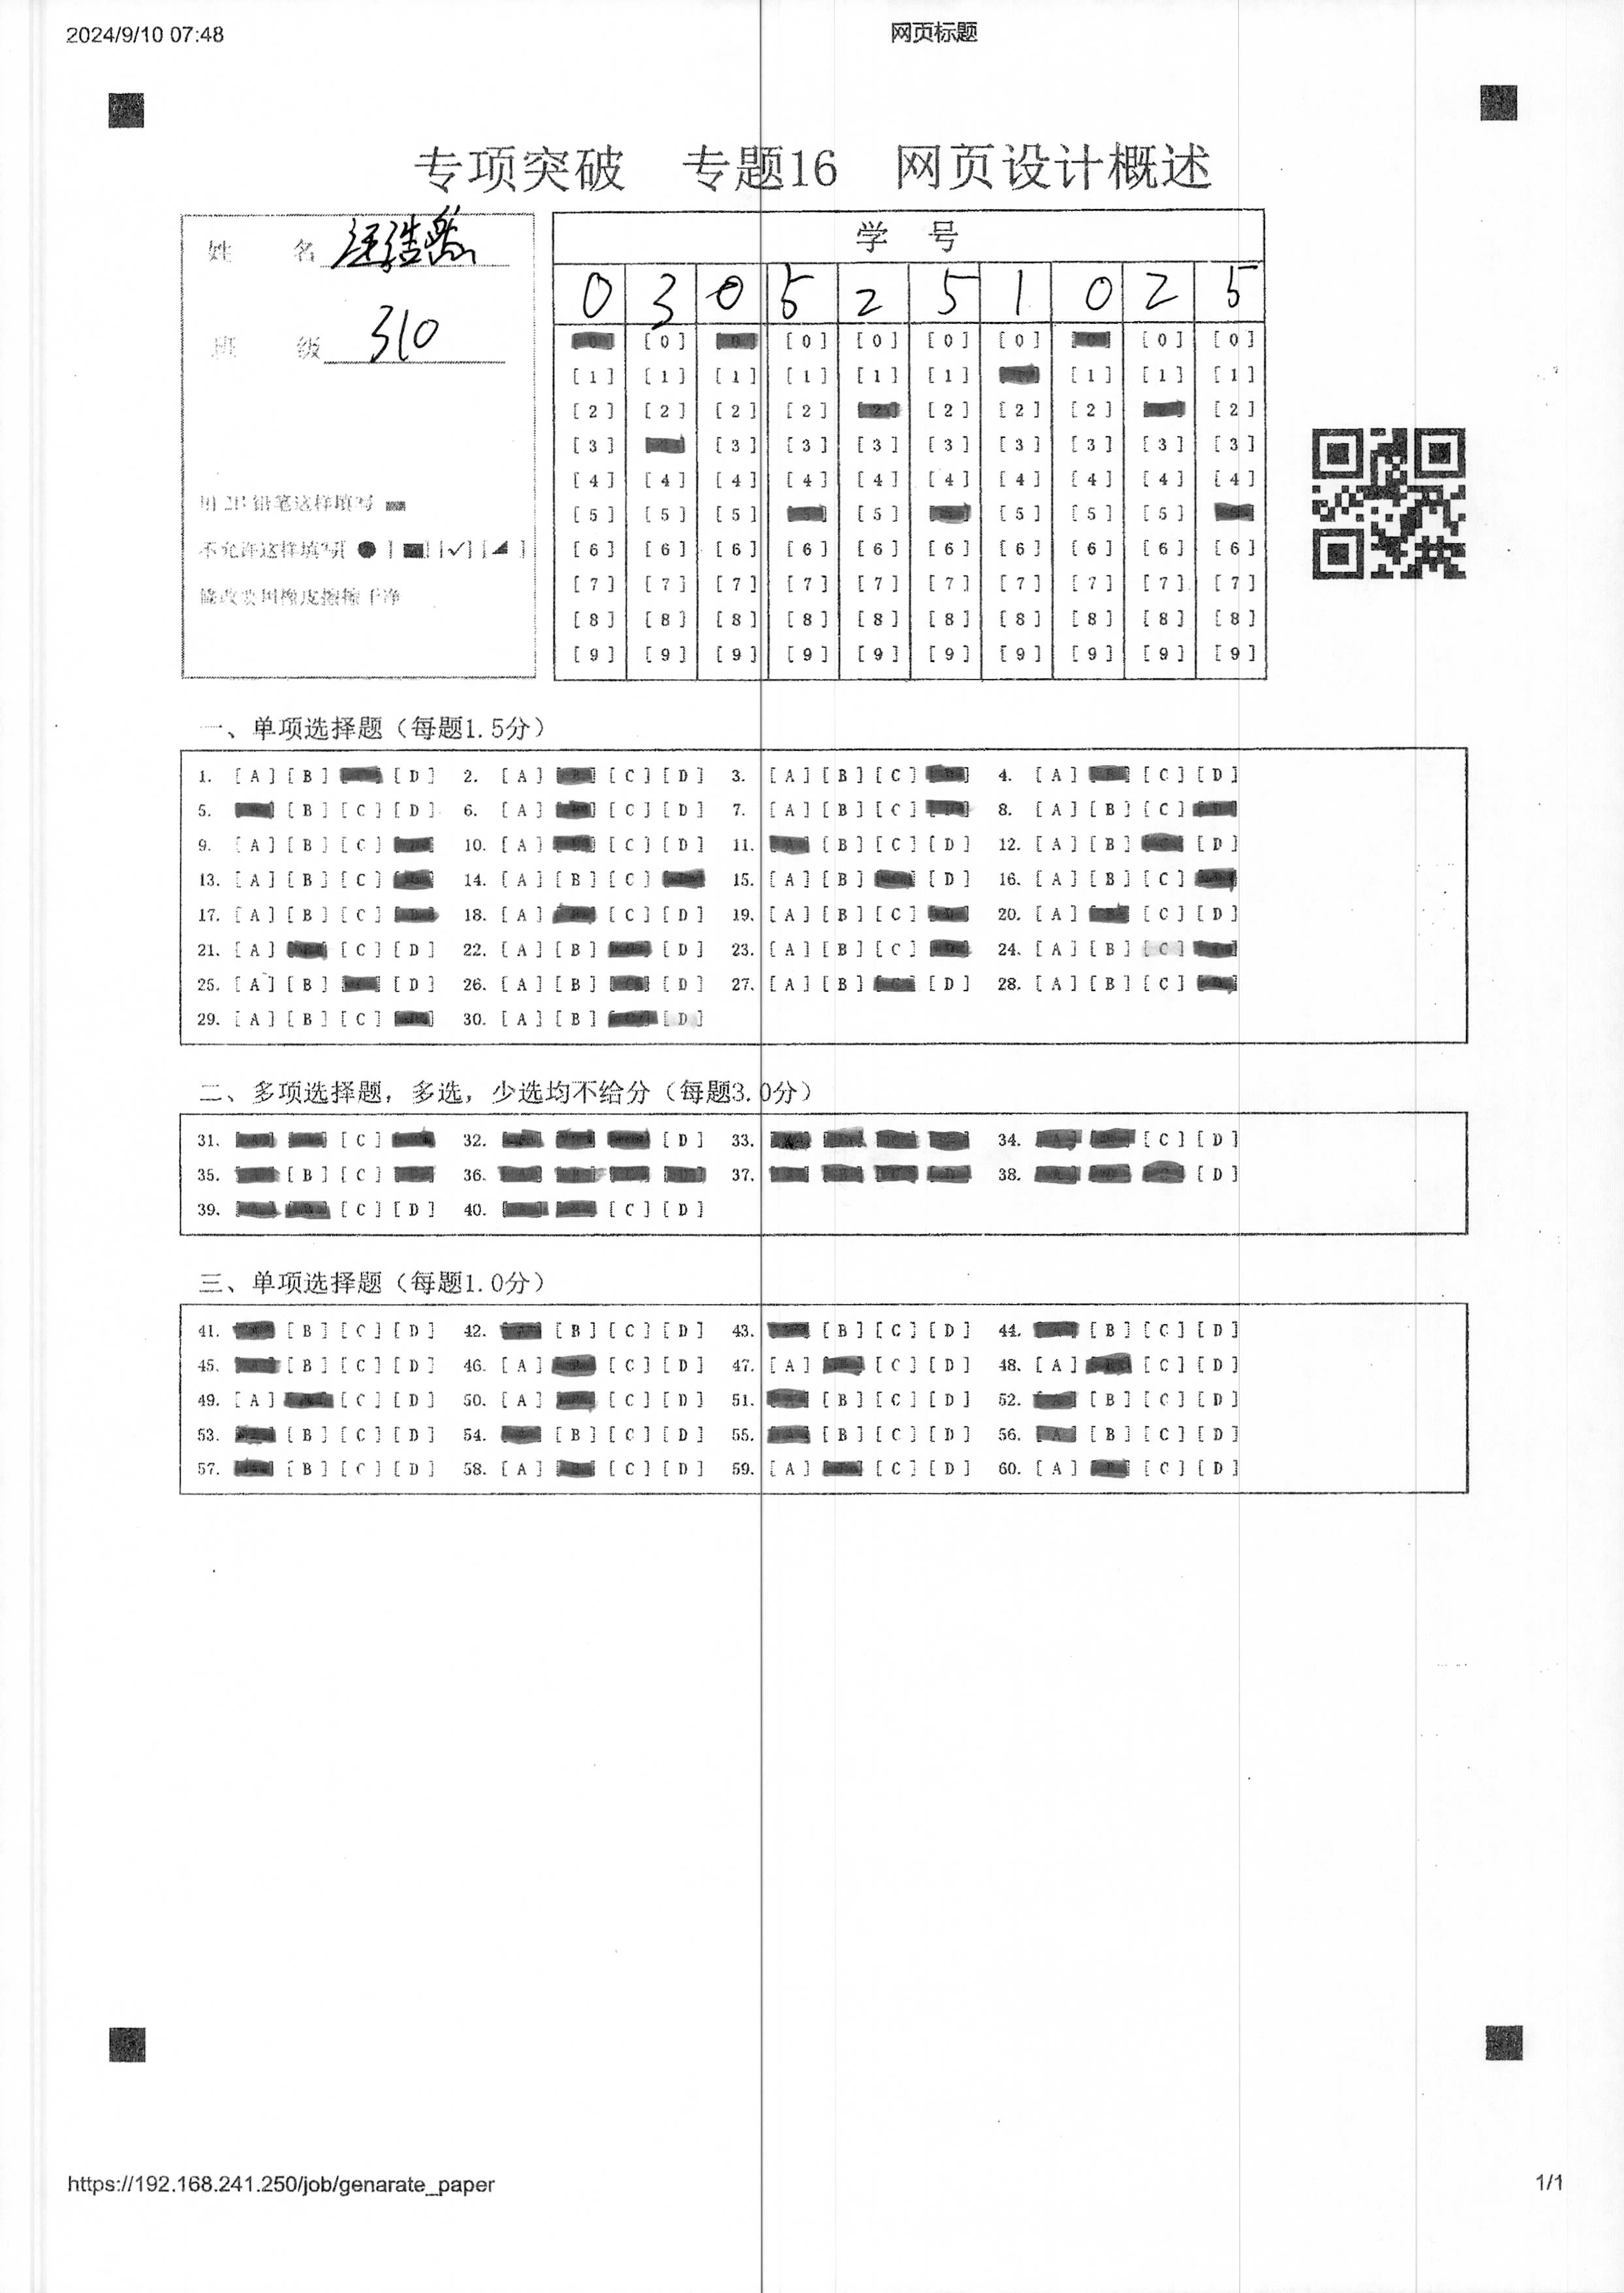 2024/9/10 07:48 网页标题
专项突破 专题16 网页设计概述
姓 名 汪浩
班 级 310
用 2B 铅笔这样填写
不允许这样填写[ ● ] [■] [✓] [◢ ]
修改要用橡皮擦擦干净
学 号
0 3 0 5 2 5 1 0 2 5
[0] [0] [0] [0] [0] [0] [0]
[1] [1] [1] [1] [1] [1] [1] [1] [1]
[2] [2] [2] [2] [2] [2] [2] [2]
[3] [3] [3] [3] [3] [3] [3] [3] [3]
[4] [4] [4] [4] [4] [4] [4] [4] [4] [4]
[5] [5] [5] [5] [5] [5] [5]
[6] [6] [6] [6] [6] [6] [6] [6] [6] [6]
[7] [7] [7] [7] [7] [7] [7] [7] [7] [7]
[8] [8] [8] [8] [8] [8] [8] [8] [8] [8]
[9] [9] [9] [9] [9] [9] [9] [9] [9] [9]
一、单项选择题（每题1.5分）
1. [A] [B] [D] 2. [A] [C] [D] 3. [A] [B] [C] 4. [A] [C] [D]
5. [B] [C] [D] 6. [A] [C] [D] 7. [A] [B] [C] 8. [A] [B] [C]
9. [A] [B] [C] 10. [A] [C] [D] 11. [B] [C] [D] 12. [A] [B] [D]
13. [A] [B] [C] 14. [A] [B] [C] 15. [A] [B] [D] 16. [A] [B] [C]
17. [A] [B] [C] 18. [A] [C] [D] 19. [A] [B] [C] 20. [A] [C] [D]
21. [A] [C] [D] 22. [A] [B] [D] 23. [A] [B] [C] 24. [A] [B] [C]
25. [A] [B] [D] 26. [A] [B] [D] 27. [A] [B] [D] 28. [A] [B] [C]
29. [A] [B] [C] 30. [A] [B] [D]
二、多项选择题，多选，少选均不给分（每题3.0分）
31. [C] 32. [D] 33. 34. [C] [D]
35. [B] [C] 36. 37. 38. [D]
39. [C] [D] 40. [C] [D]
三、单项选择题（每题1.0分）
41. [B] [C] [D] 42. [B] [C] [D] 43. [B] [C] [D] 44. [B] [C] [D]
45. [B] [C] [D] 46. [A] [C] [D] 47. [A] [C] [D] 48. [A] [C] [D]
49. [A] [C] [D] 50. [A] [C] [D] 51. [B] [C] [D] 52. [B] [C] [D]
53. [B] [C] [D] 54. [B] [C] [D] 55. [B] [C] [D] 56. [B] [C] [D]
57. [B] [C] [D] 58. [A] [C] [D] 59. [A] [C] [D] 60. [A] [C] [D]
https://192.168.241.250/job/genarate_paper 1/1